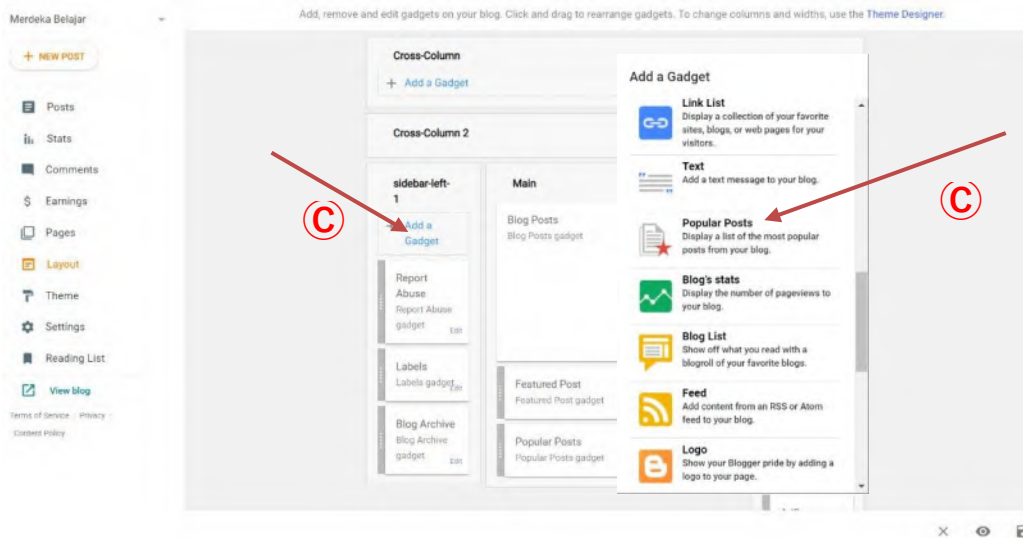 Merdeka Belajar
Add, remove and edit gadgets on your blog. Click and drag to rearrange gadgets. To change columns and widths, use the Theme Designer.
+ NEW POST
Posts
Stats
Comments
$ Earnings
Pages
Layout
Theme
Settings
Reading List
View blog
Terms of Service · Privacy ·
Content Policy
Cross-Column
+ Add a Gadget
Cross-Column 2
sidebar-left-
1
+ Add a
Gadget
Report
Abuse
Report Abuse
gadget
Edit
Labels
Labels gadget
Edit
Blog Archive
Blog Archive
gadget
Edit
Main
Blog Posts
Blog Posts gadget
Featured Post
Featured Post gadget
Popular Posts
Popular Posts gadget
Add a Gadget
Link List
Display a collection of your favorite
sites, blogs, or web pages for your
visitors.
Text
Add a text message to your blog.
Popular Posts
Display a list of the most popular
posts from your blog.
Blog's stats
Display the number of pageviews to
your blog.
Blog List
Show off what you read with a
blogroll of your favorite blogs.
Feed
Add content from an RSS or Atom
feed to your blog.
Logo
Show your Blogger pride by adding a
logo to your page.
Ⓒ
Ⓒ